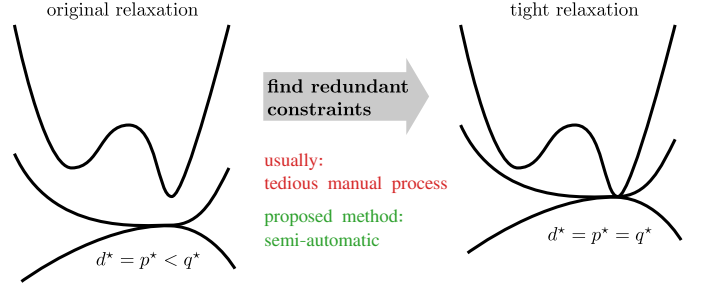 original relaxation
tight relaxation
find redundant
constraints
usually:
tedious manual process
proposed method:
semi-automatic
d* = p* < q*
d* = p* = q*